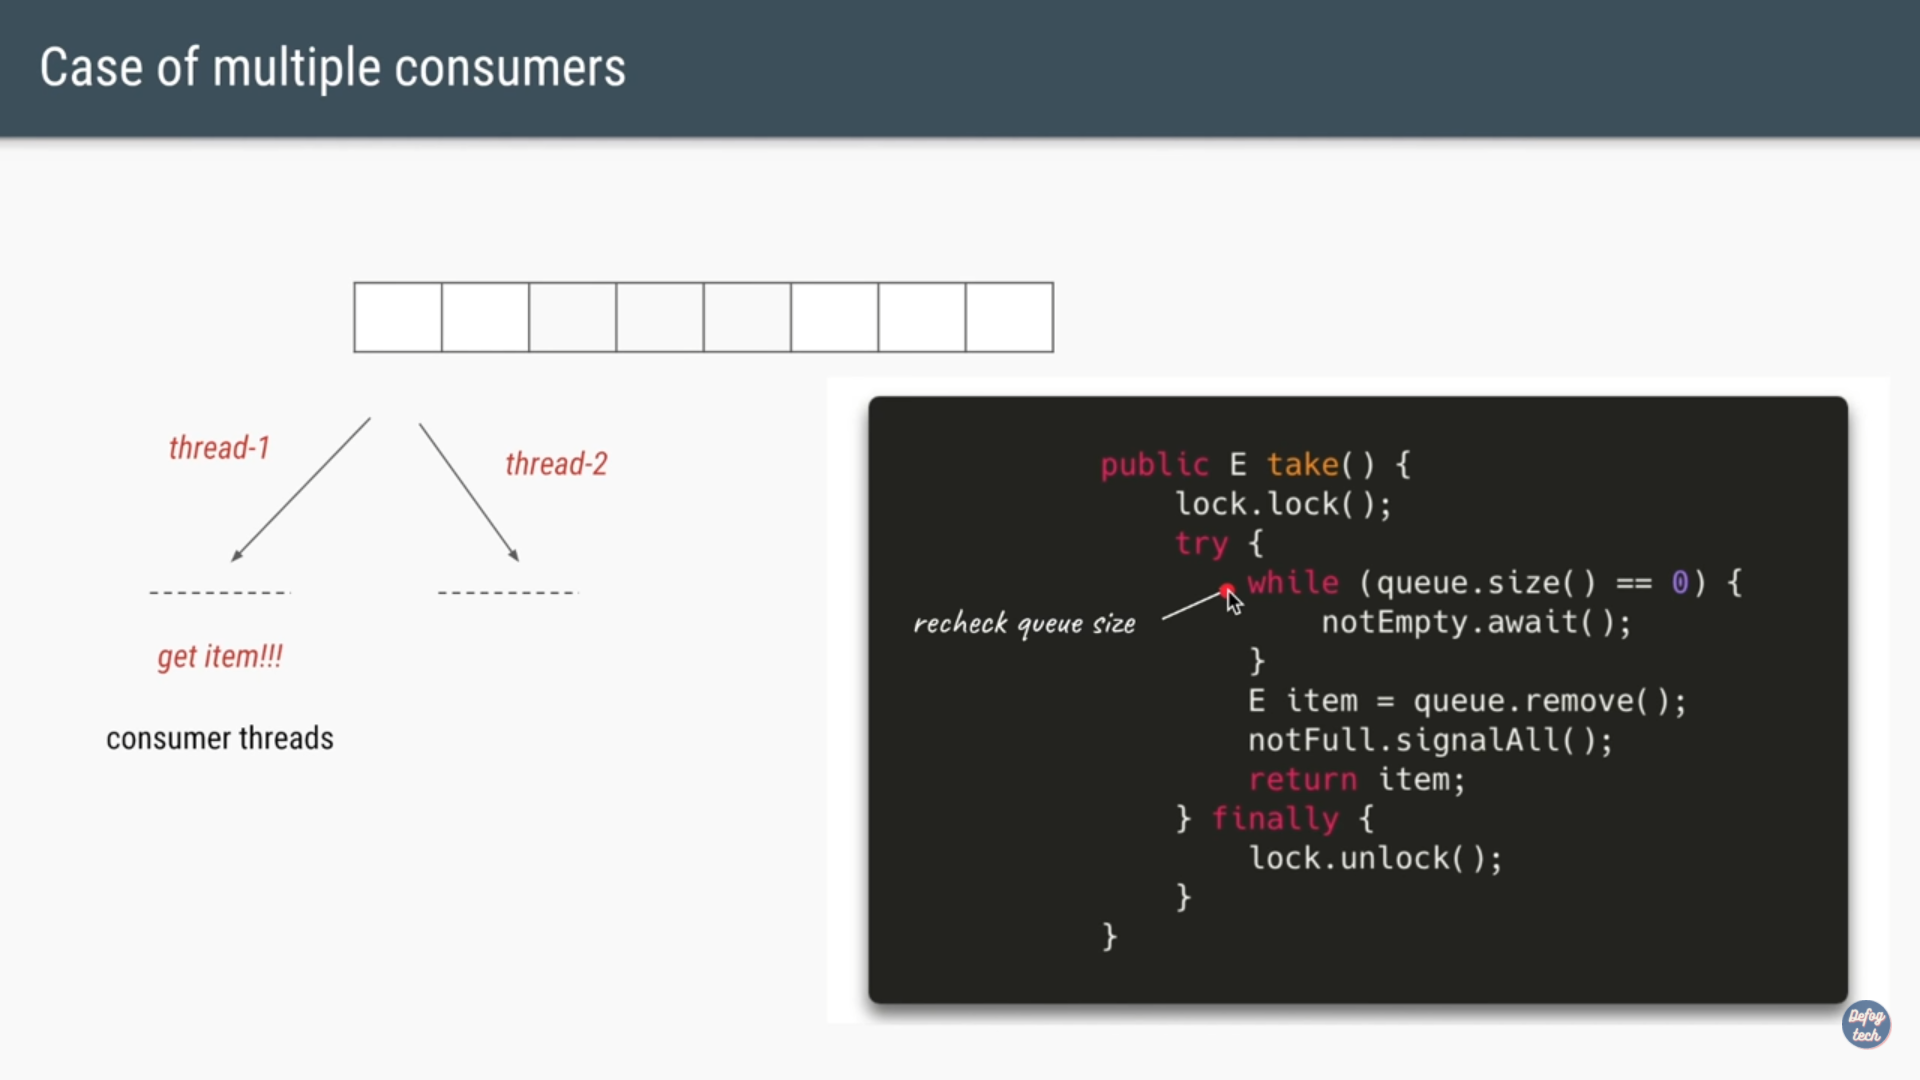 Case of multiple consumers
thread-1
thread-2
get item!!!
consumer threads
public E take() {
lock.lock();
try {
while (queue.size() == 0) {
recheck queue size
notEmpty.await();
}
E item = queue.remove();
notFull.signalAll();
return item;
} finally {
lock.unlock();
}
}
Defog
tech